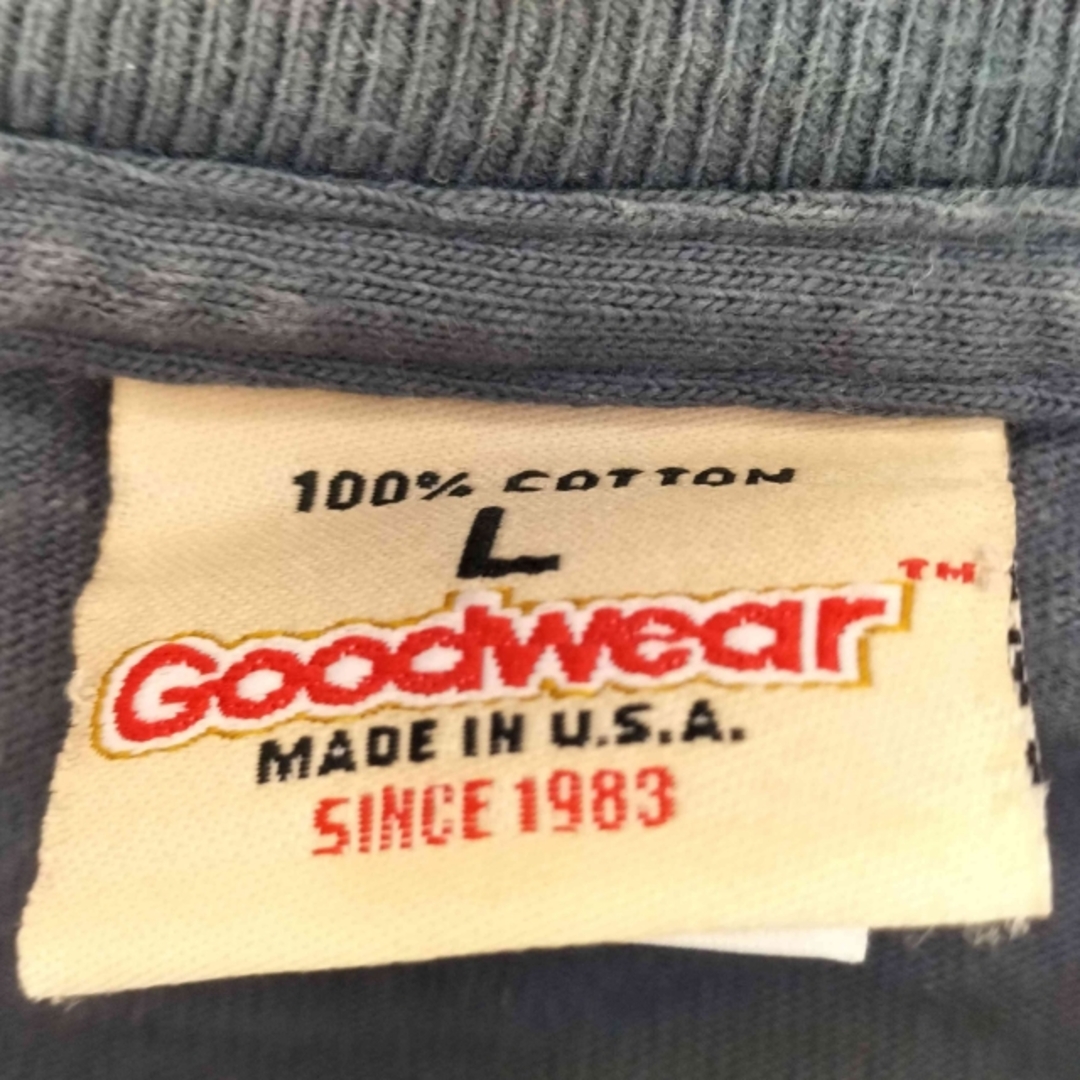 100% COTTON
L
Goodwear™
MADE IN U.S.A.
SINCE 1983